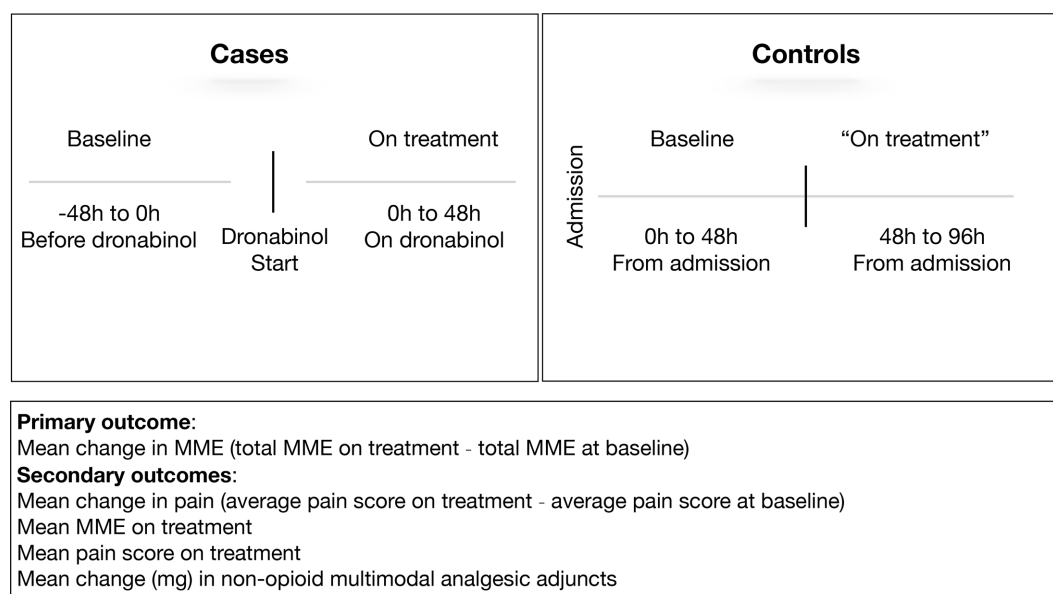 Cases
Baseline
On treatment
-48h to 0h
Before dronabinol
Dronabinol
Start
0h to 48h
On dronabinol
Controls
Admission
Baseline
“On treatment”
0h to 48h
From admission
48h to 96h
From admission
Primary outcome:
Mean change in MME (total MME on treatment - total MME at baseline)
Secondary outcomes:
Mean change in pain (average pain score on treatment - average pain score at baseline)
Mean MME on treatment
Mean pain score on treatment
Mean change (mg) in non-opioid multimodal analgesic adjuncts